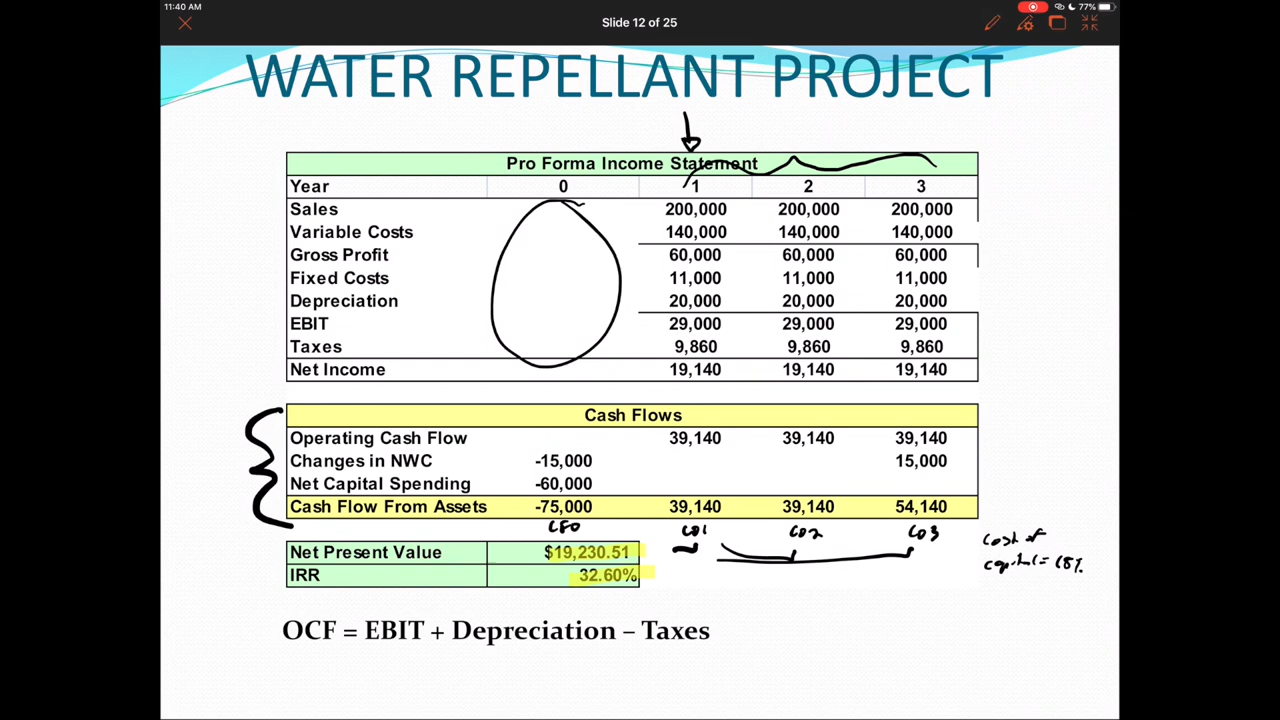 11:40 AM
77%
Slide 12 of 25
WATER REPELLANT PROJECT
Pro Forma Income Statement
Year 0 1 2 3
Sales 200,000 200,000 200,000
Variable Costs 140,000 140,000 140,000
Gross Profit 60,000 60,000 60,000
Fixed Costs 11,000 11,000 11,000
Depreciation 20,000 20,000 20,000
EBIT 29,000 29,000 29,000
Taxes 9,860 9,860 9,860
Net Income 19,140 19,140 19,140
Cash Flows
Operating Cash Flow 39,140 39,140 39,140
Changes in NWC -15,000 15,000
Net Capital Spending -60,000
Cash Flow From Assets -75,000 39,140 39,140 54,140
CF0 C01 C02 C03
Net Present Value $19,230.51
IRR 32.60%
cost of
capital = 18%
OCF = EBIT + Depreciation – Taxes